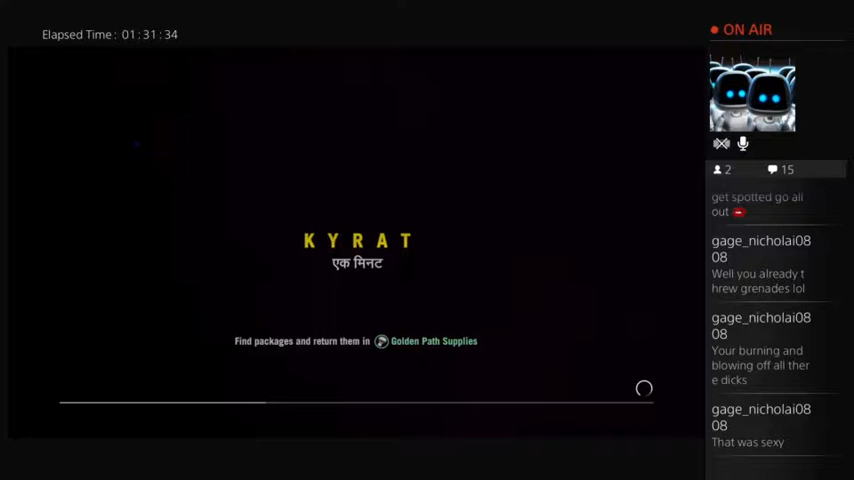 Elapsed Time : 01:31:34
ON AIR
2
15
get spotted go all
out
gage_nicholai08
08
Well you already t
hrew grenades lol
gage_nicholai08
08
Your burning and
blowing off all ther
e dicks
gage_nicholai08
08
That was sexy
KYRAT
एक मिनट
Find packages and return them in Golden Path Supplies